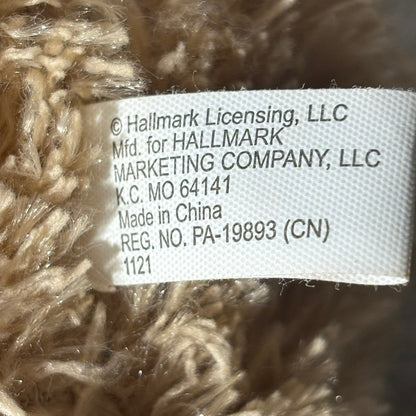 © Hallmark Licensing, LLC
Mfd. for HALLMARK
MARKETING COMPANY, LLC
K.C. MO 64141
Made in China
REG. NO. PA-19893 (CN)
1121